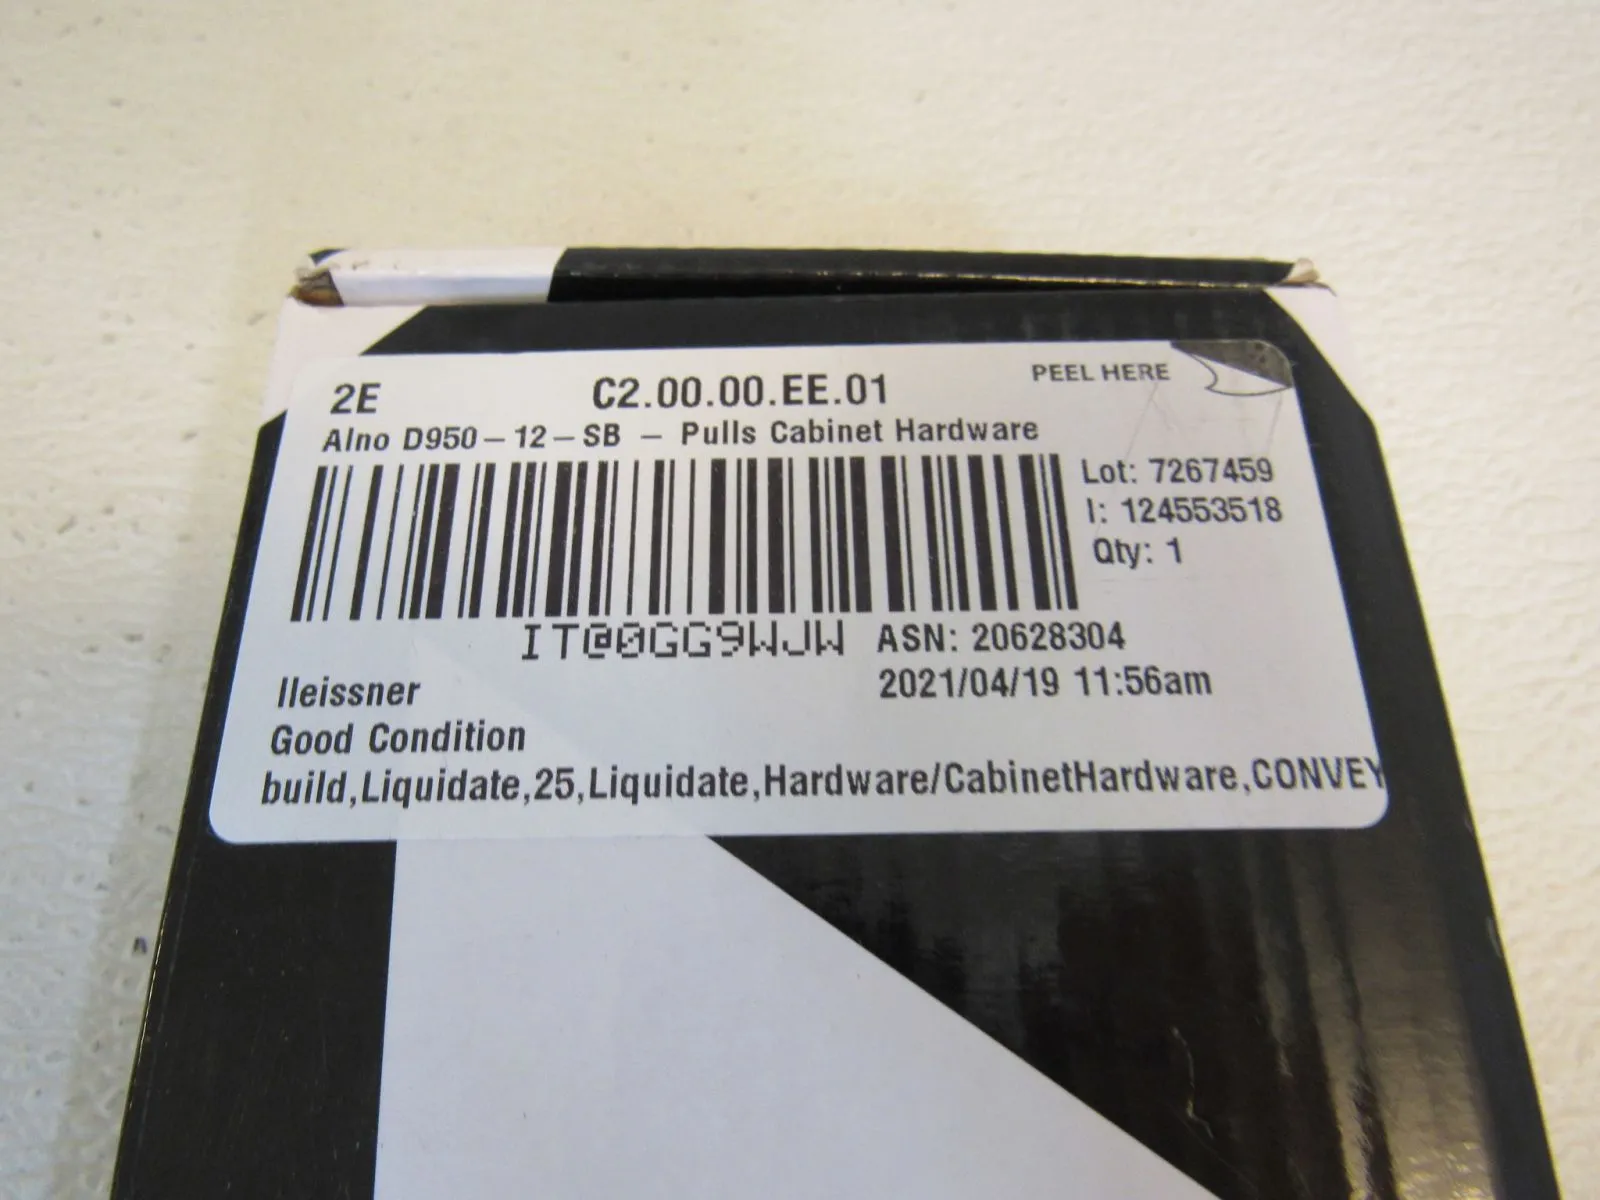 2E C2.00.00.EE.01 PEEL HERE
Alno D950-12-SB - Pulls Cabinet Hardware
Lot: 7267459
I: 124553518
Qty: 1
IT@0GG9WJW ASN: 20628304
lleissner 2021/04/19 11:56am
Good Condition
build,Liquidate,25,Liquidate,Hardware/CabinetHardware,CONVEY